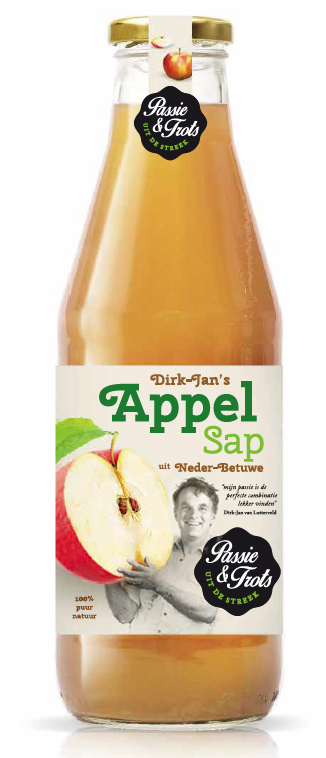 Passie
& Trots
UIT DE STREEK
Dirk-Jan's
Appel
Sap
uit Neder-Betuwe
"mijn passie is de
perfecte combinatie
lekker vinden"
Dirk-Jan van Lutterveld
Passie
& Trots
UIT DE STREEK
100%
puur
natuur